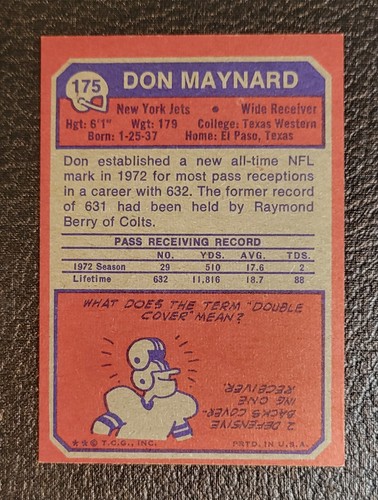 175
DON MAYNARD
New York Jets • Wide Receiver
Hgt: 6'1" Wgt: 179 College: Texas Western
Born: 1-25-37 Home: El Paso, Texas
Don established a new all-time NFL
mark in 1972 for most pass receptions
in a career with 632. The former record
of 631 had been held by Raymond
Berry of Colts.
PASS RECEIVING RECORD
NO. YDS. AVG. TDS.
1972 Season 29 510 17.6 2
Lifetime 632 11,816 18.7 88
WHAT DOES THE TERM "DOUBLE
COVER" MEAN?
2 DEFENSIVE
BACKS COVER-
ING ONE
RECEIVER.
★★© T.C.G., INC. PRTD. IN U.S.A.